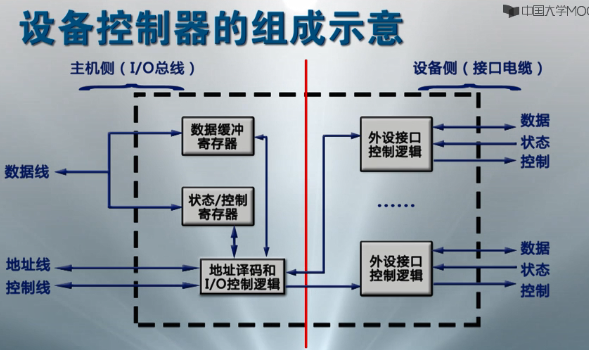 中国大学MOO
设备控制器的组成示意
主机侧（I/O总线）
设备侧（接口电缆）
数据缓冲
寄存器
外设接口
控制逻辑
数据
状态
控制
数据线
状态/控制
寄存器
……
地址线
控制线
地址译码和
I/O控制逻辑
外设接口
控制逻辑
数据
状态
控制